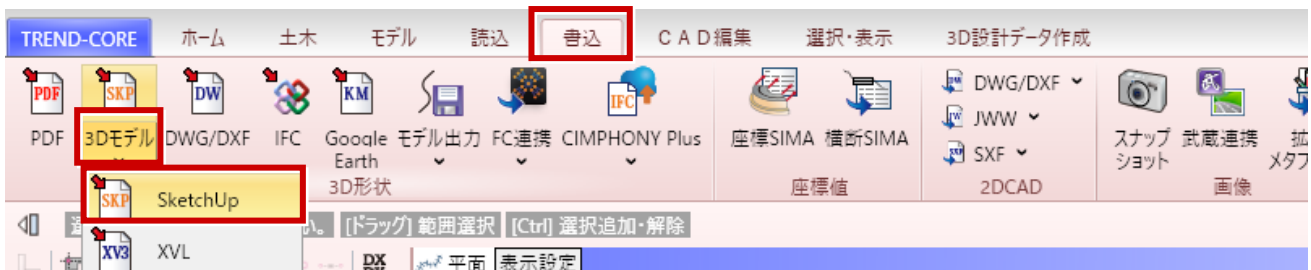 TREND-CORE ホーム 土木 モデル 読込 書込 CAD編集 選択・表示 3D設計データ作成
PDF SKP DW KM IFC DW DWG/DXF
JW JWW
SXF
PDF 3Dモデル DWG/DXF IFC Google Earth モデル出力 FC連携 CIMPHONY Plus 座標SIMA 横断SIMA スナップショット 武蔵連携
3D形状 座標値 2DCAD 画像
SKP SketchUp
[ドラッグ] 範囲選択 [Ctrl] 選択追加・解除
XV3 XVL
DX 平面 表示設定